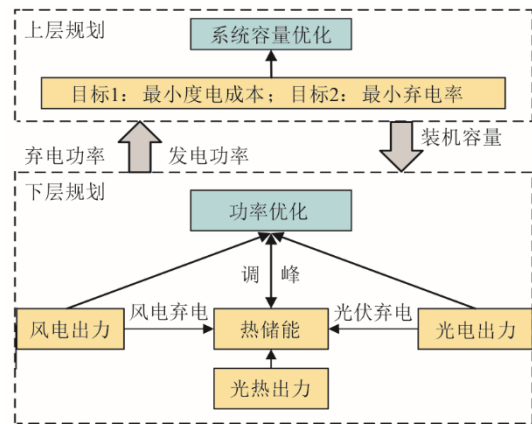 上层规划
系统容量优化
目标1：最小度电成本；目标2：最小弃电率
弃电功率
发电功率
装机容量
下层规划
功率优化
调 峰
风电出力
风电弃电
热储能
光伏弃电
光电出力
光热出力